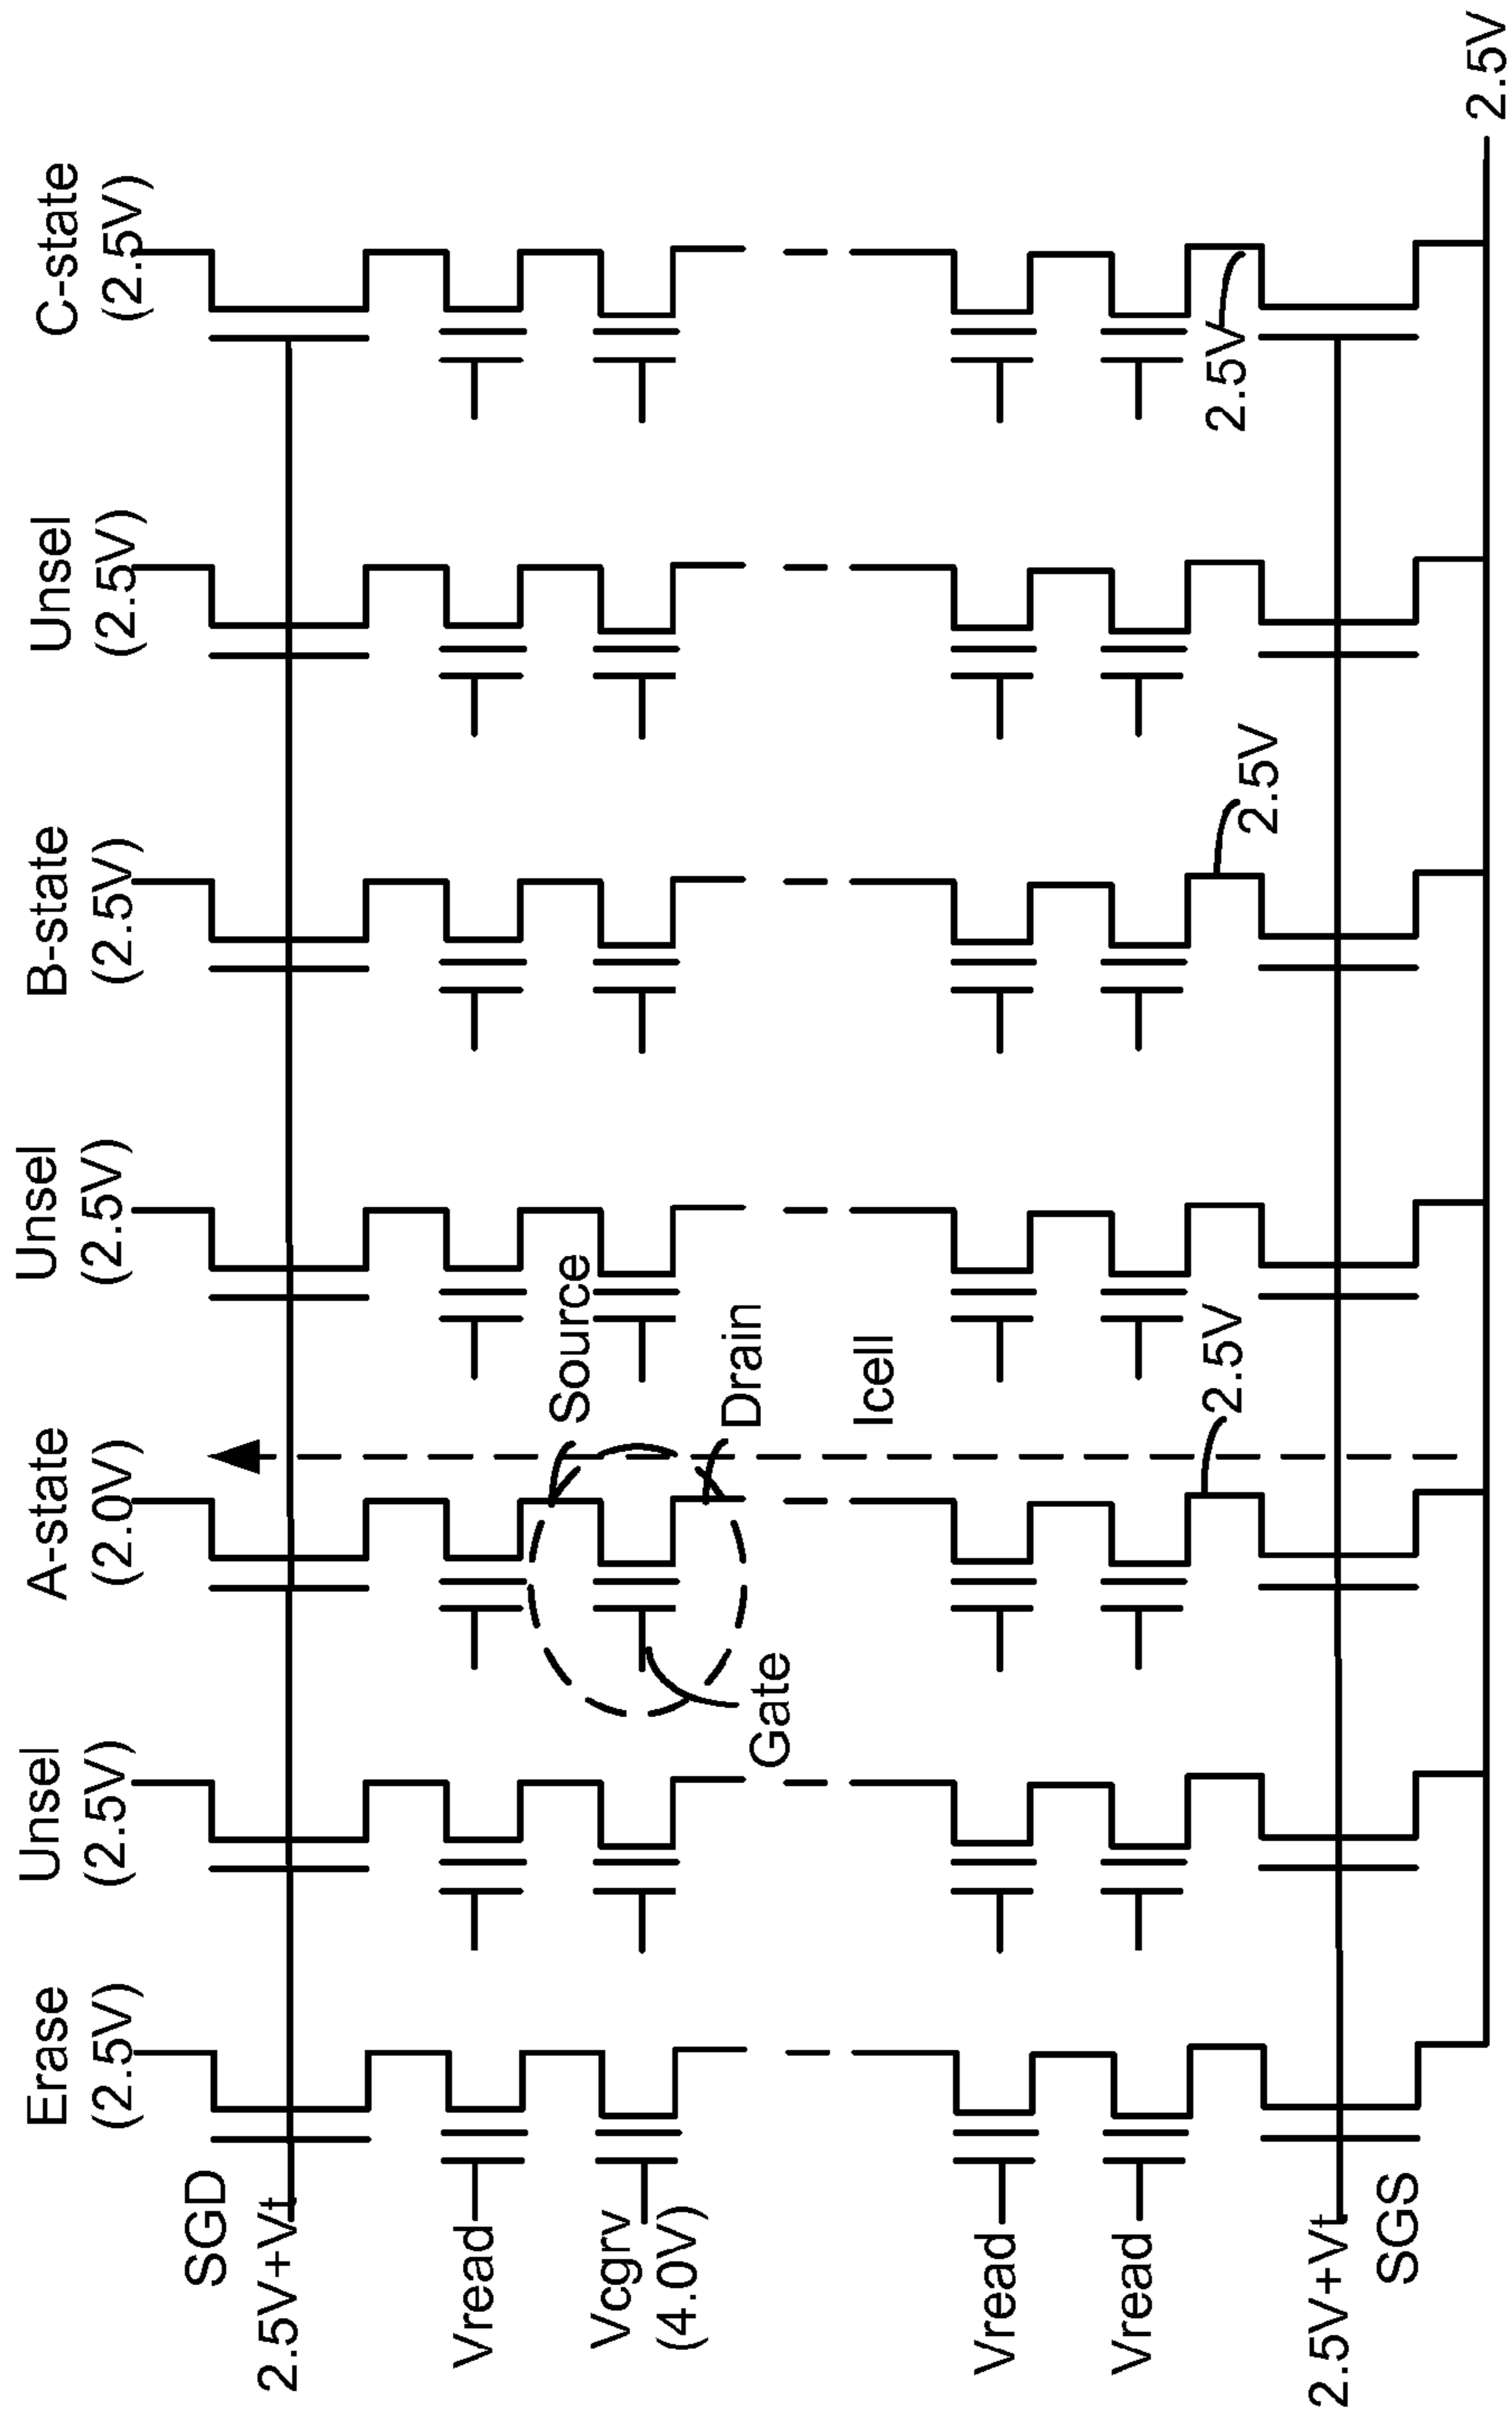 Erase
(2.5V)
Unsel
(2.5V)
A-state
(2.0V)
Unsel
(2.5V)
B-state
(2.5V)
Unsel
(2.5V)
C-state
(2.5V)
SGD
2.5V+Vt
Vread
Vcgrv
(4.0V)
Source
Gate
Drain
Icell
Vread
Vread
2.5V
2.5V
2.5V
2.5V+Vt
SGS
2.5V